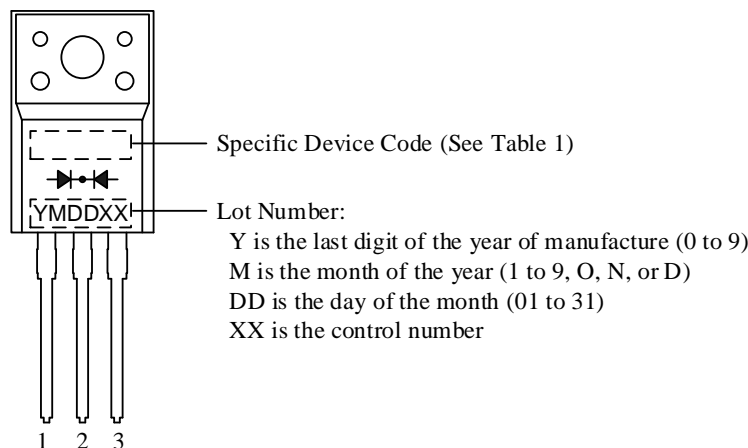 Specific Device Code (See Table 1)
YMDDXX
Lot Number:
Y is the last digit of the year of manufacture (0 to 9)
M is the month of the year (1 to 9, O, N, or D)
DD is the day of the month (01 to 31)
XX is the control number
1 2 3